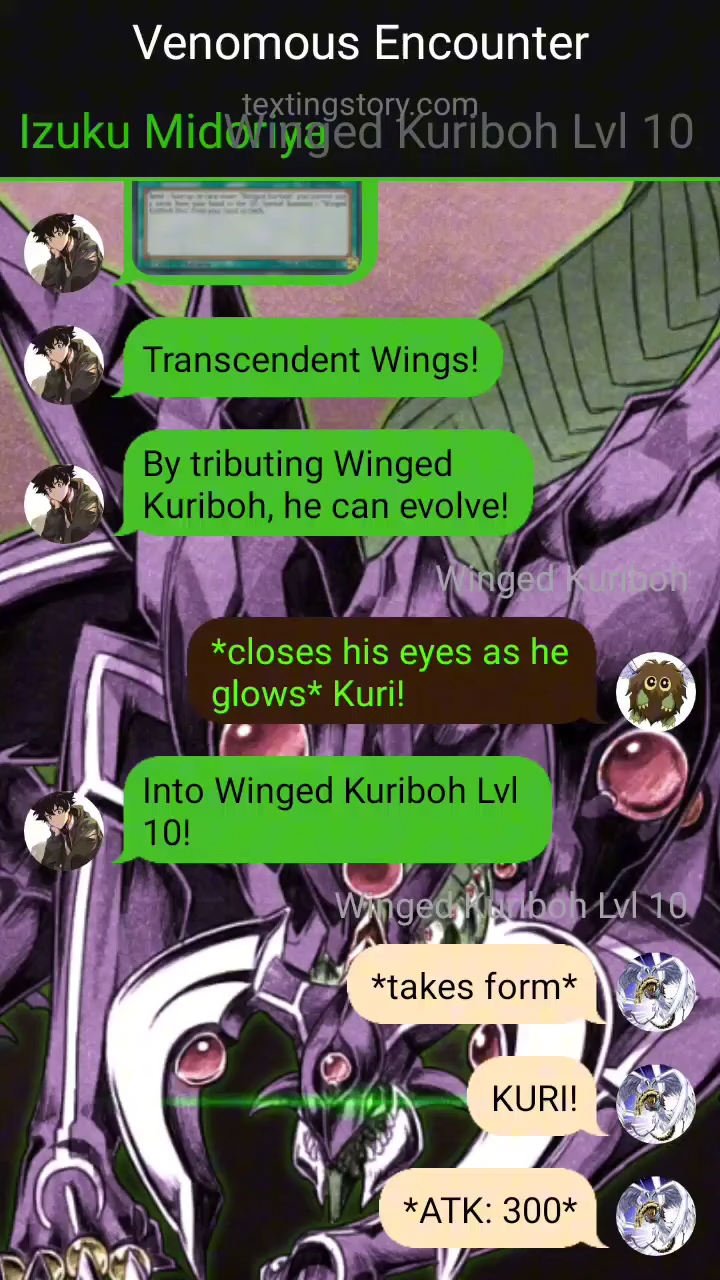 Venomous Encounter
textingstory.com
Izuku Midoriya
Winged Kuriboh Lvl 10
Transcendent Wings!
By tributing Winged
Kuriboh, he can evolve!
Winged Kuriboh
*closes his eyes as he
glows* Kuri!
Into Winged Kuriboh Lvl
10!
Winged Kuriboh Lvl 10
*takes form*
KURI!
*ATK: 300*